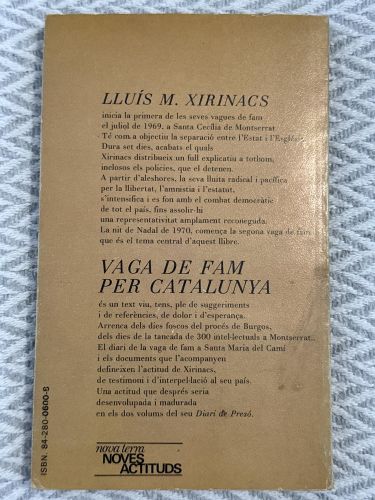 LLUÍS M. XIRINACS
inicia la primera de les seves vagues de fam
el juliol de 1969, a Santa Cecília de Montserrat.
Té com a objectiu la separació entre l'Estat i l'Església.
Dura set dies, acabats el quals
Xirinacs distribueix un full explicatiu a tothom,
inclosos els policies, que el detenen.
A partir d'aleshores, la seva lluita radical i pacífica
per la llibertat, l'amnistia i l'estatut,
s'intensifica i es fon amb el combat democràtic
de tot el país, fins assolir-hi
una representativitat amplament reconeguda.
La nit de Nadal de 1970, comença la segona vaga de fam
que és el tema central d'aquest llibre.
VAGA DE FAM
PER CATALUNYA
és un text viu, tens, ple de suggeriments
i de referències, de dolor i d'esperança.
Arrenca dels dies foscos del procés de Burgos,
dels dies de la tancada de 300 intel·lectuals a Montserrat..
El diari de la vaga de fam a Santa Maria del Camí
i els documents que l'acompanyen
defineixen l'actitud de Xirinacs,
de testimoni i d'interpel·lació al seu país.
Una actitud que després seria
desenvolupada i madurada
en els dos volums del seu Diari de Presó.
ISBN. 84-280-0600-8
nova terra
NOVES
ACTITUDS